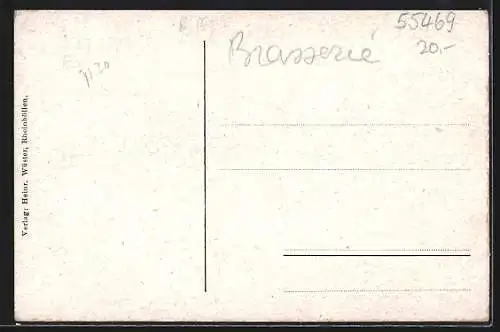 55469
20.-
Brasserie
Verlag: Heinr. Wüster, Rheinböllen.